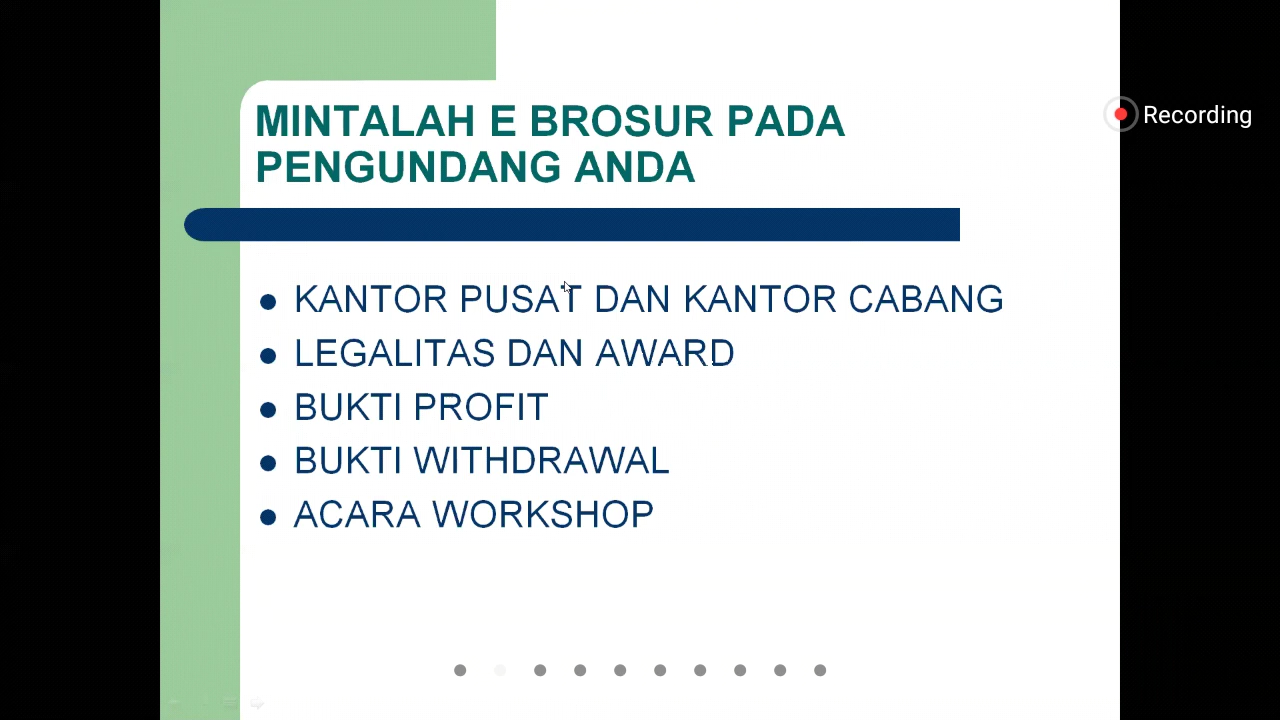 MINTALAH E BROSUR PADA
PENGUNDANG ANDA
Recording
KANTOR PUSAT DAN KANTOR CABANG
LEGALITAS DAN AWARD
BUKTI PROFIT
BUKTI WITHDRAWAL
ACARA WORKSHOP